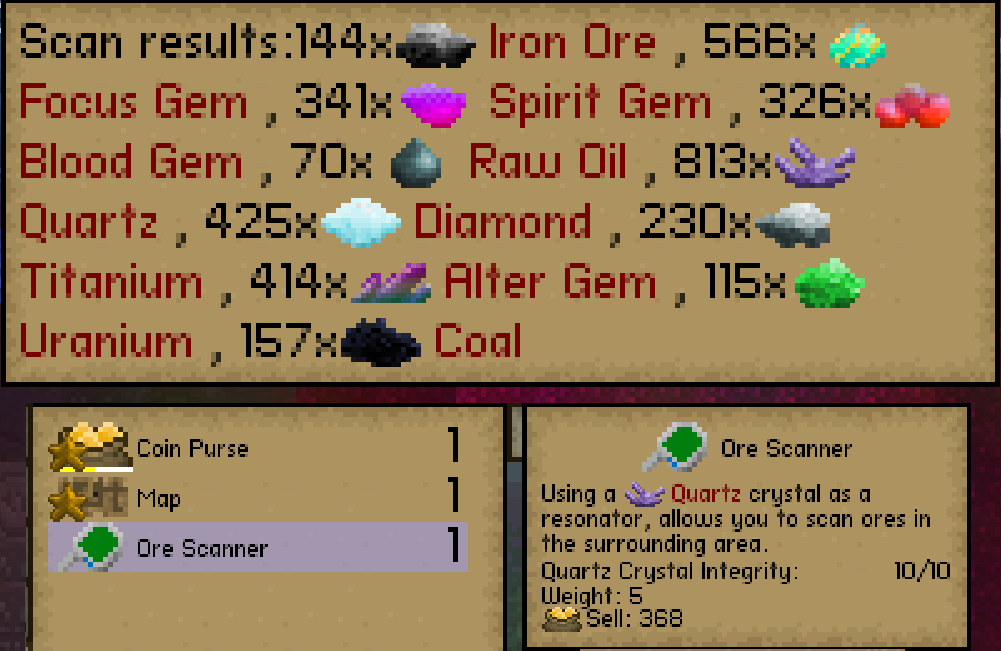 Scan results:144x Iron Ore , 566x
Focus Gem , 341x Spirit Gem , 326x
Blood Gem , 70x Raw Oil , 813x
Quartz , 425x Diamond , 230x
Titanium , 414x Alter Gem , 115x
Uranium , 157x Coal
Coin Purse 1
Map 1
Ore Scanner 1
Ore Scanner
Using a Quartz crystal as a
resonator, allows you to scan ores in
the surrounding area.
Quartz Crystal Integrity: 10/10
Weight: 5
Sell: 368